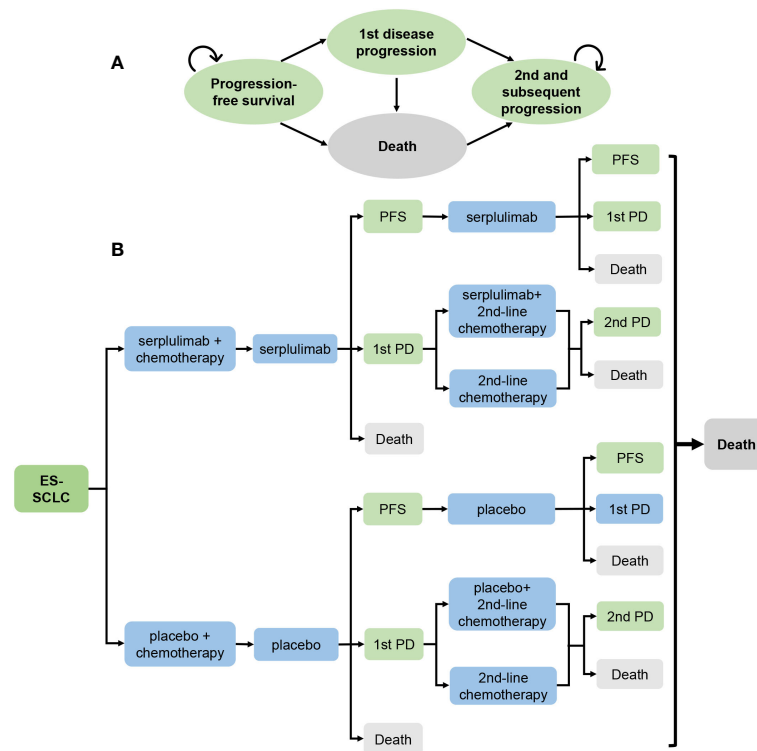 A
1st disease
progression
Progression-
free survival
2nd and
subsequent
progression
Death
B
PFS
serplulimab
PFS
1st PD
Death
serplulimab +
chemotherapy
serplulimab
1st PD
serplulimab+
2nd-line
chemotherapy
2nd-line
chemotherapy
2nd PD
Death
Death
ES-
SCLC
Death
PFS
placebo
PFS
1st PD
Death
placebo +
chemotherapy
placebo
1st PD
placebo+
2nd-line
chemotherapy
2nd-line
chemotherapy
2nd PD
Death
Death